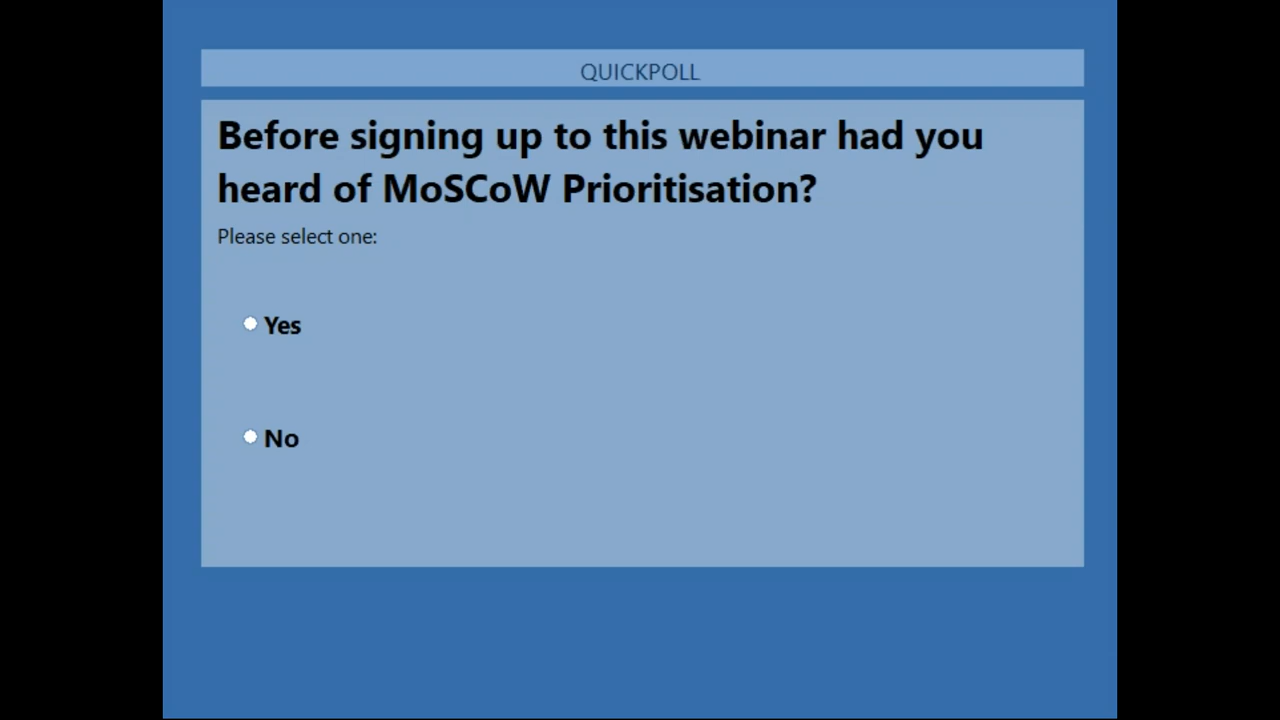 QUICKPOLL
Before signing up to this webinar had you
heard of MoSCoW Prioritisation?
Please select one:
Yes
No